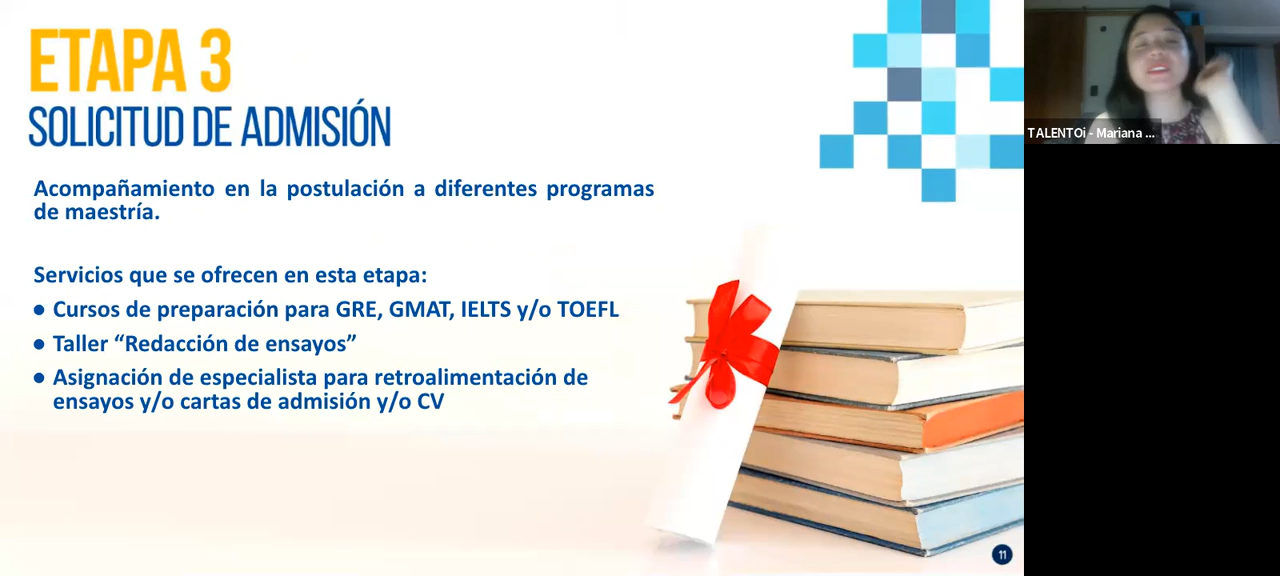 ETAPA 3
SOLICITUD DE ADMISIÓN
Acompañamiento en la postulación a diferentes programas
de maestría.
Servicios que se ofrecen en esta etapa:
● Cursos de preparación para GRE, GMAT, IELTS y/o TOEFL
● Taller “Redacción de ensayos”
● Asignación de especialista para retroalimentación de
ensayos y/o cartas de admisión y/o CV
11
TALENTOi - Mariana ...